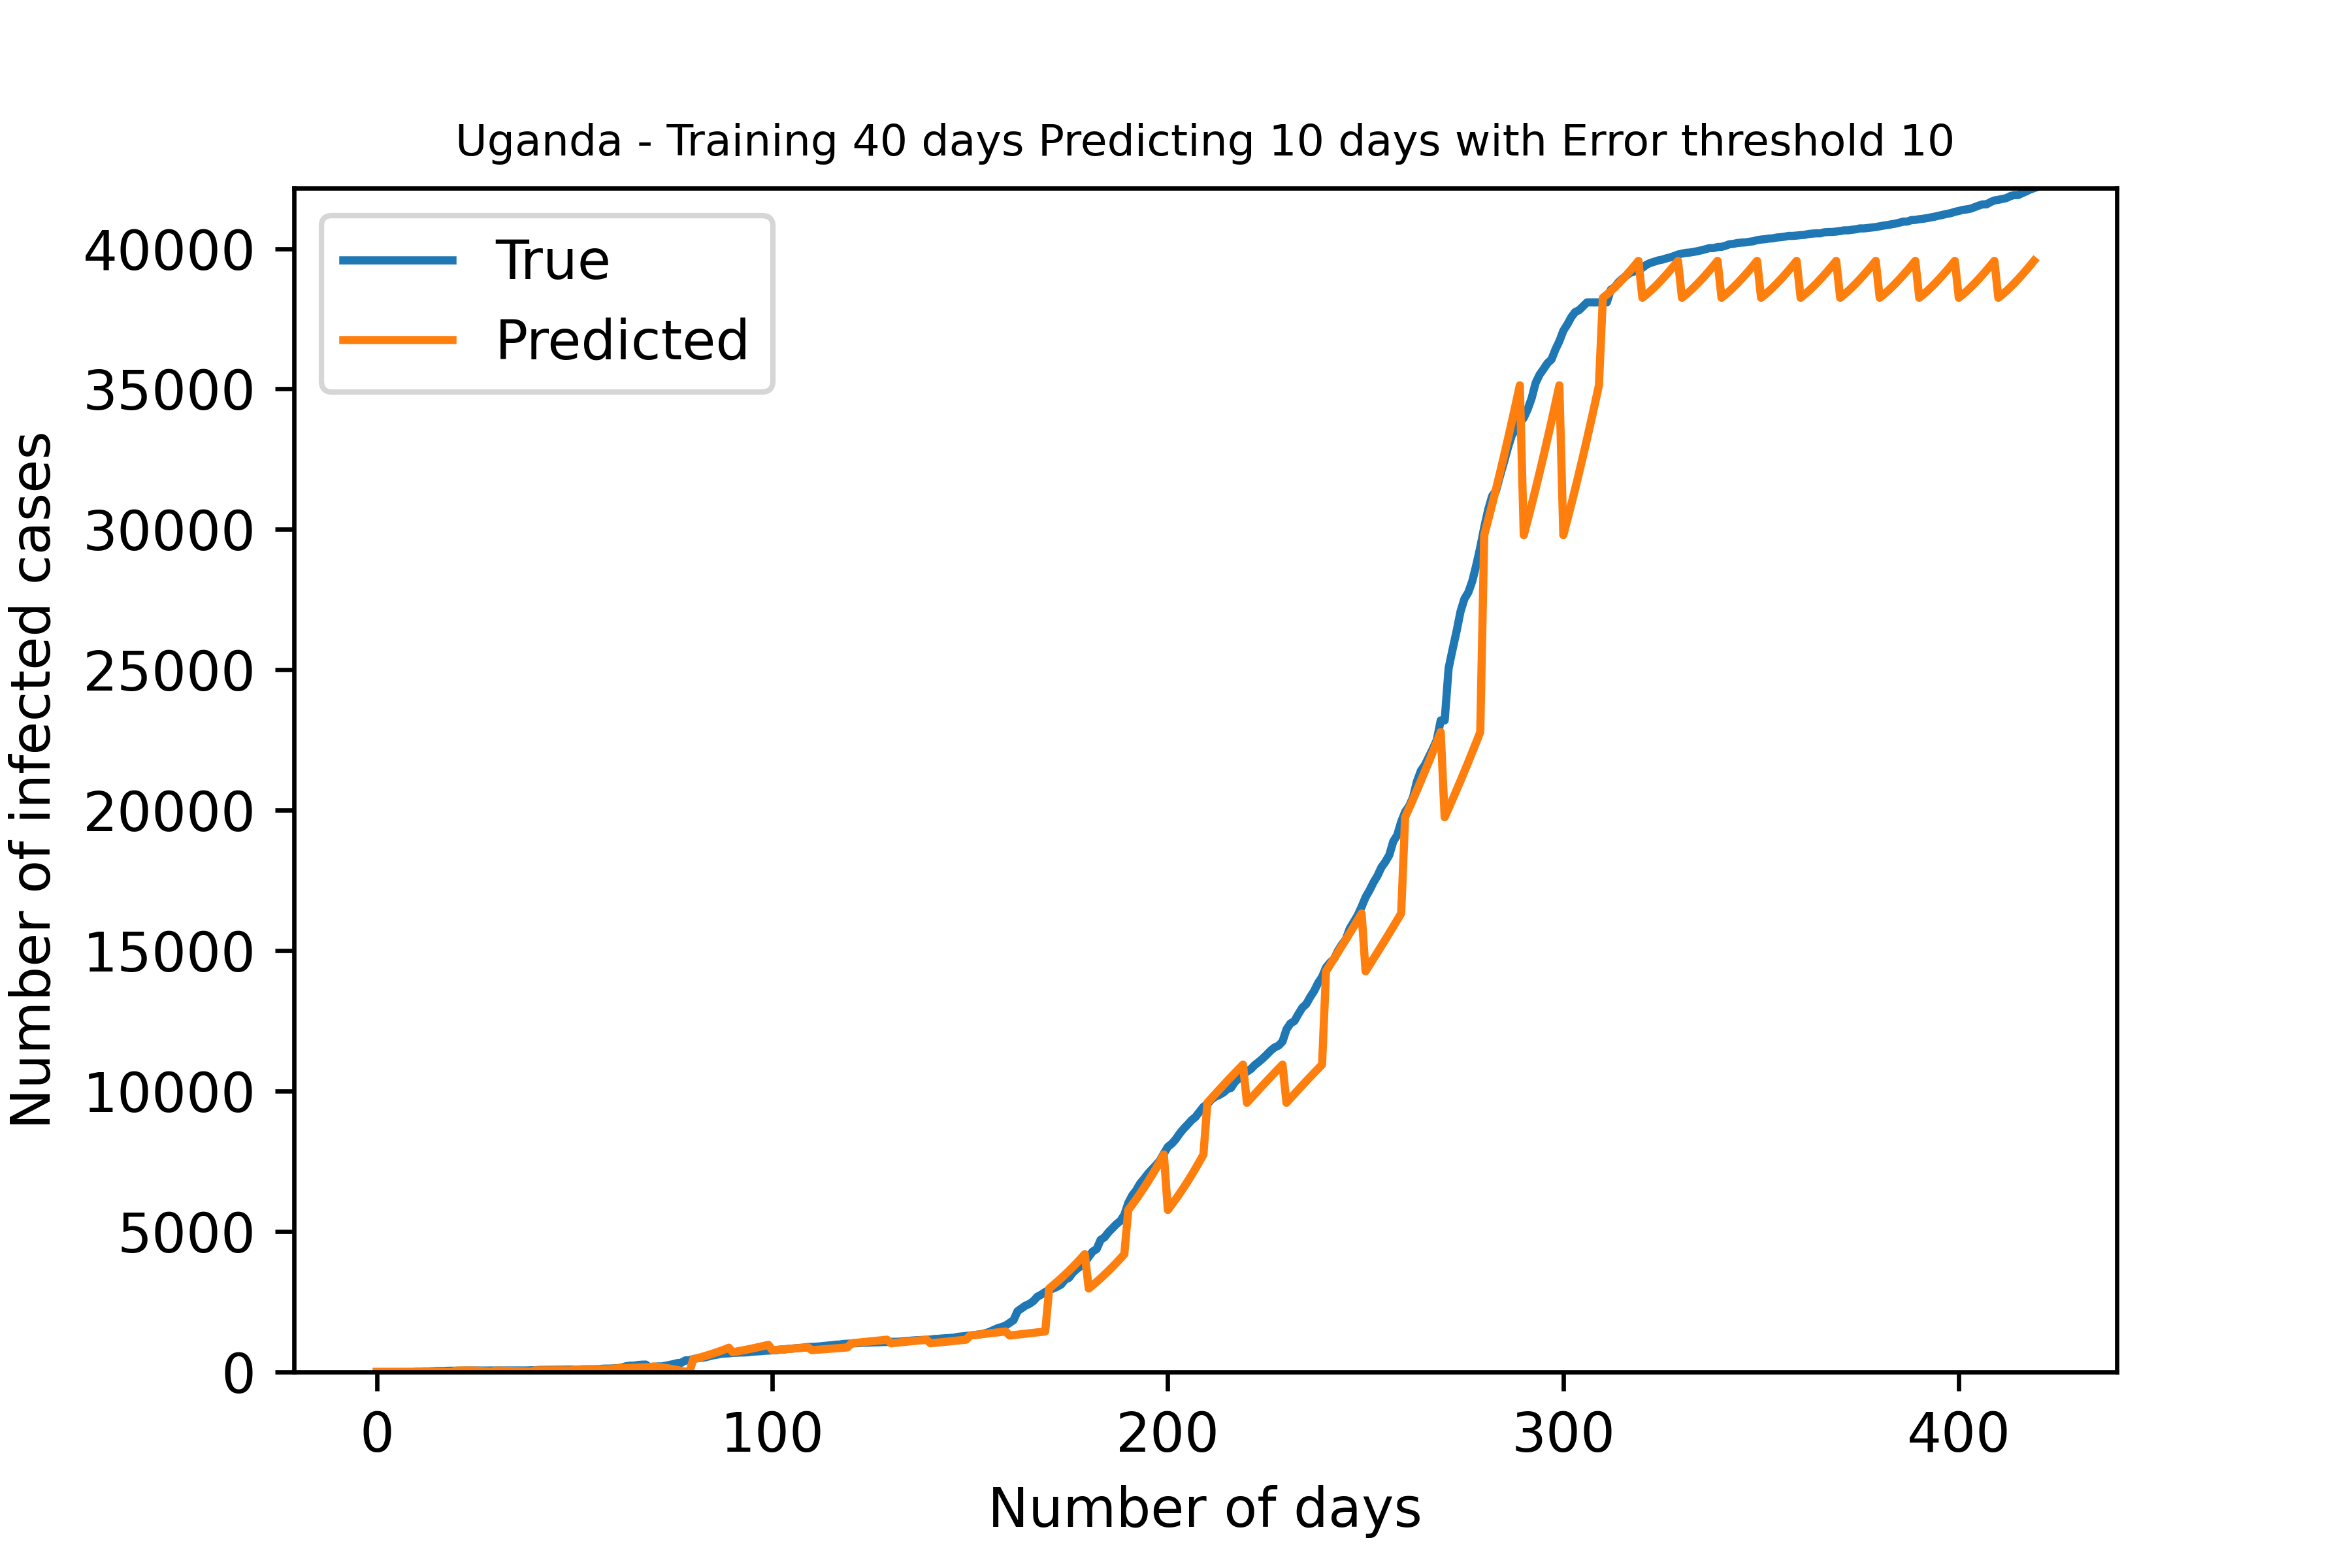 Uganda - Training 40 days Predicting 10 days with Error threshold 10
True
Predicted
40000
35000
30000
25000
20000
15000
10000
5000
0
Number of infected cases
0 100 200 300 400
Number of days